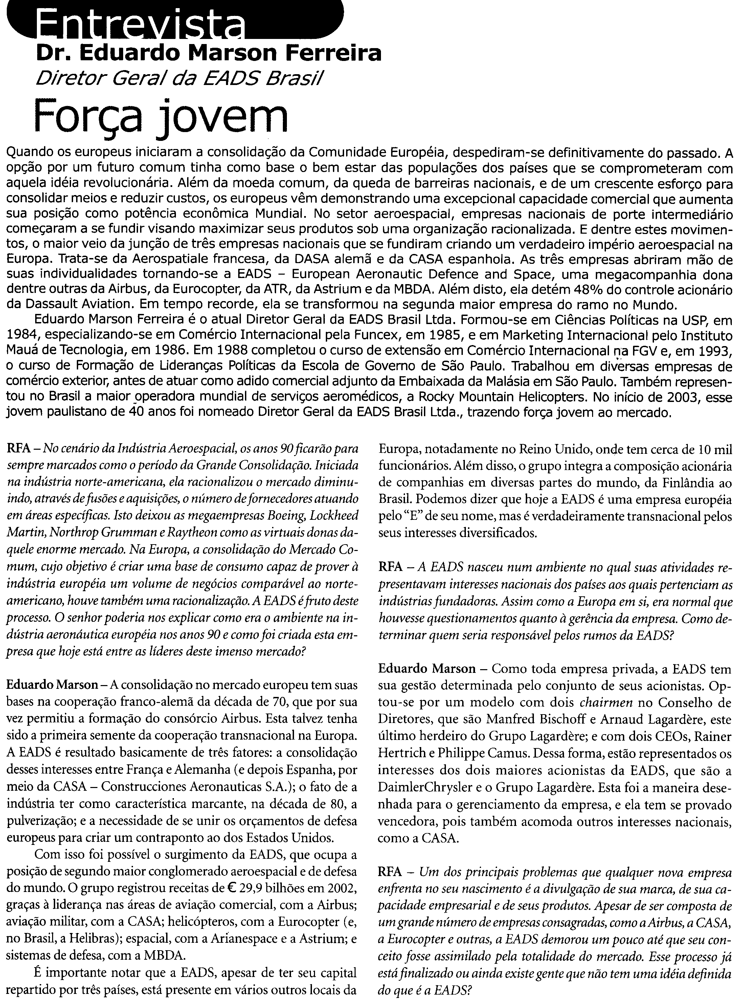 Entrevista
Dr. Eduardo Marson Ferreira
Diretor Geral da EADS Brasil
Força jovem
Quando os europeus iniciaram a consolidação da Comunidade Européia, despediram-se definitivamente do passado. A
opção por um futuro comum tinha como base o bem estar das populações dos países que se comprometeram com
aquela idéia revolucionária. Além da moeda comum, da queda de barreiras nacionais, e de um crescente esforço para
consolidar meios e reduzir custos, os europeus vêm demonstrando uma excepcional capacidade comercial que aumenta
sua posição como potência econômica Mundial. No setor aeroespacial, empresas nacionais de porte intermediário
começaram a se fundir visando maximizar seus produtos sob uma organização racionalizada. E dentre estes movimen-
tos, o maior veio da junção de três empresas nacionais que se fundiram criando um verdadeiro império aeroespacial na
Europa. Trata-se da Aerospatiale francesa, da DASA alemã e da CASA espanhola. As três empresas abriram mão de
suas individualidades tornando-se a EADS – European Aeronautic Defence and Space, uma megacompanhia dona
dentre outras da Airbus, da Eurocopter, da ATR, da Astrium e da MBDA. Além disto, ela detém 48% do controle acionário
da Dassault Aviation. Em tempo recorde, ela se transformou na segunda maior empresa do ramo no Mundo.
Eduardo Marson Ferreira é o atual Diretor Geral da EADS Brasil Ltda. Formou-se em Ciências Políticas na USP, em
1984, especializando-se em Comércio Internacional pela Funcex, em 1985, e em Marketing Internacional pelo Instituto
Mauá de Tecnologia, em 1986. Em 1988 completou o curso de extensão em Comércio Internacional na FGV e, em 1993,
o curso de Formação de Lideranças Políticas da Escola de Governo de São Paulo. Trabalhou em diversas empresas de
comércio exterior, antes de atuar como adido comercial adjunto da Embaixada da Malásia em São Paulo. Também represen-
tou no Brasil a maior operadora mundial de serviços aeromédicos, a Rocky Mountain Helicopters. No início de 2003, esse
jovem paulistano de 40 anos foi nomeado Diretor Geral da EADS Brasil Ltda., trazendo força jovem ao mercado.
RFA – No cenário da Indústria Aeroespacial, os anos 90 ficarão para
sempre marcados como o período da Grande Consolidação. Iniciada
na indústria norte-americana, ela racionalizou o mercado diminu-
indo, através de fusões e aquisições, o número de fornecedores atuando
em áreas específicas. Isto deixou as megaempresas Boeing, Lockheed
Martin, Northrop Grumman e Raytheon como as virtuais donas da-
quele enorme mercado. Na Europa, a consolidação do Mercado Co-
mum, cujo objetivo é criar uma base de consumo capaz de prover à
indústria européia um volume de negócios comparável ao norte-
americano, houve também uma racionalização. A EADS é fruto deste
processo. O senhor poderia nos explicar como era o ambiente na in-
dústria aeronáutica européia nos anos 90 e como foi criada esta em-
presa que hoje está entre as líderes deste imenso mercado?
Eduardo Marson – A consolidação no mercado europeu tem suas
bases na cooperação franco-alemã da década de 70, que por sua
vez permitiu a formação do consórcio Airbus. Esta talvez tenha
sido a primeira semente da cooperação transnacional na Europa.
A EADS é resultado basicamente de três fatores: a consolidação
desses interesses entre França e Alemanha (e depois Espanha, por
meio da CASA – Construcciones Aeronauticas S.A.); o fato de a
indústria ter como característica marcante, na década de 80, a
pulverização; e a necessidade de se unir os orçamentos de defesa
europeus para criar um contraponto ao dos Estados Unidos.
Com isso foi possível o surgimento da EADS, que ocupa a
posição de segundo maior conglomerado aeroespacial e de defesa
do mundo. O grupo registrou receitas de € 29,9 bilhões em 2002,
graças à liderança nas áreas de aviação comercial, com a Airbus;
aviação militar, com a CASA; helicópteros, com a Eurocopter (e,
no Brasil, a Helibras); espacial, com a Arianespace e a Astrium; e
sistemas de defesa, com a MBDA.
É importante notar que a EADS, apesar de ter seu capital
repartido por três países, está presente em vários outros locais da
Europa, notadamente no Reino Unido, onde tem cerca de 10 mil
funcionários. Além disso, o grupo integra a composição acionária
de companhias em diversas partes do mundo, da Finlândia ao
Brasil. Podemos dizer que hoje a EADS é uma empresa européia
pelo “E” de seu nome, mas é verdadeiramente transnacional pelos
seus interesses diversificados.
RFA – A EADS nasceu num ambiente no qual suas atividades re-
presentavam interesses nacionais dos países aos quais pertenciam as
indústrias fundadoras. Assim como a Europa em si, era normal que
houvesse questionamentos quanto à gerência da empresa. Como de-
terminar quem seria responsável pelos rumos da EADS?
Eduardo Marson – Como toda empresa privada, a EADS tem
sua gestão determinada pelo conjunto de seus acionistas. Op-
tou-se por um modelo com dois chairmen no Conselho de
Diretores, que são Manfred Bischoff e Arnaud Lagardère, este
último herdeiro do Grupo Lagardère; e com dois CEOs, Rainer
Hertrich e Philippe Camus. Dessa forma, estão representados os
interesses dos dois maiores acionistas da EADS, que são a
DaimlerChrysler e o Grupo Lagardère. Esta foi a maneira dese-
nhada para o gerenciamento da empresa, e ela tem se provado
vencedora, pois também acomoda outros interesses nacionais,
como a CASA.
RFA – Um dos principais problemas que qualquer nova empresa
enfrenta no seu nascimento é a divulgação de sua marca, de sua ca-
pacidade empresarial e de seus produtos. Apesar de ser composta de
um grande número de empresas consagradas, como a Airbus, a CASA,
a Eurocopter e outras, a EADS demorou um pouco até que seu con-
ceito fosse assimilado pela totalidade do mercado. Esse processo já
está finalizado ou ainda existe gente que não tem uma idéia definida
do que é a EADS?